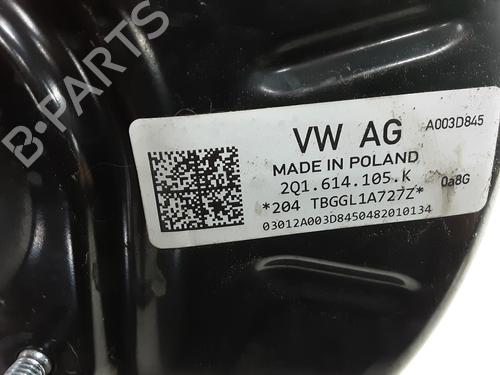 B-PARTS
VW AG A003D845
MADE IN POLAND
2Q1.614.105.K 0a8G
*204 TBGGL1A727Z*
03012A003D8450482010134